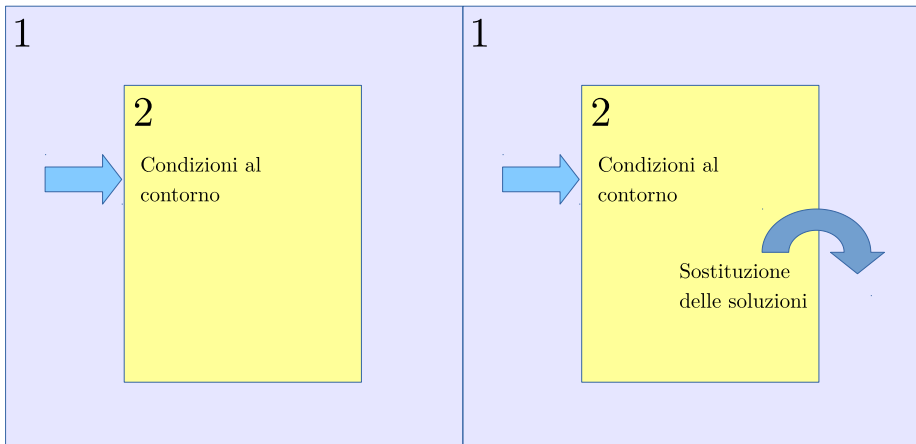 1
2
Condizioni al
contorno
1
2
Condizioni al
contorno
Sostituzione
delle soluzioni